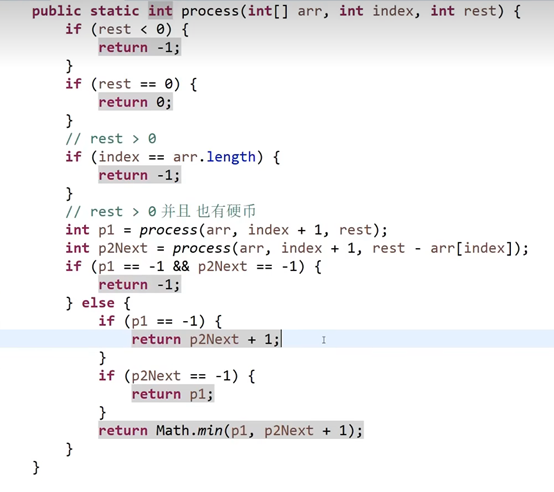 public static int process(int[] arr, int index, int rest) {
if (rest < 0) {
return -1;
}
if (rest == 0) {
return 0;
}
// rest > 0
if (index == arr.length) {
return -1;
}
// rest > 0 并且 也有硬币
int p1 = process(arr, index + 1, rest);
int p2Next = process(arr, index + 1, rest - arr[index]);
if (p1 == -1 && p2Next == -1) {
return -1;
} else {
if (p1 == -1) {
return p2Next + 1;
}
if (p2Next == -1) {
return p1;
}
return Math.min(p1, p2Next + 1);
}
}